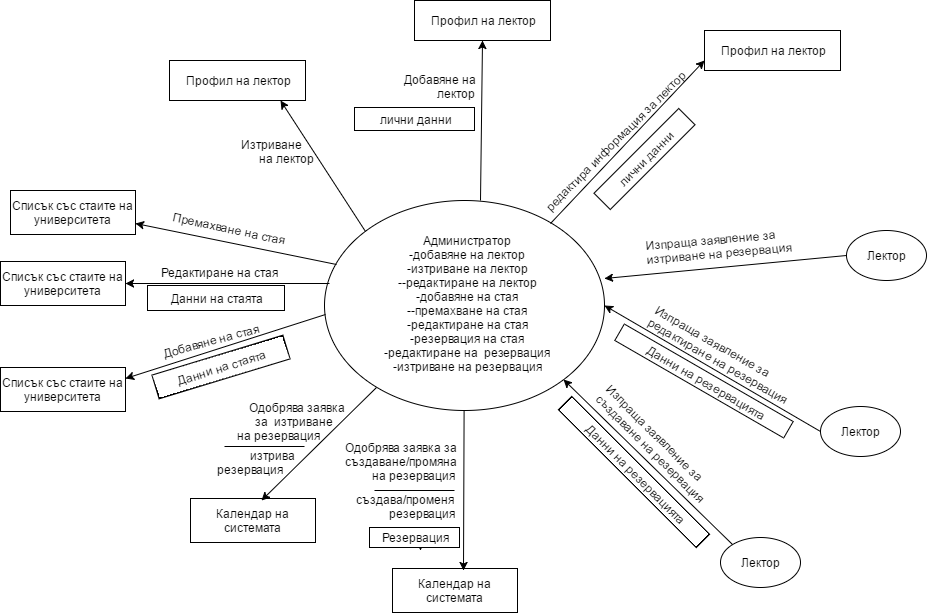 Профил на лектор
Профил на лектор
Профил на лектор
Добавяне на
лектор
лични данни
редактира информация за лектор
лични данни
Изтриване
на лектор
Списък със стаите на
университета
Премахване на стая
Списък със стаите на
университета
Редактиране на стая
Данни на стаята
Списък със стаите на
университета
Добавяне на стая
Данни на стаята
Администратор
-добавяне на лектор
-изтриване на лектор
--редактиране на лектор
-добавяне на стая
--премахване на стая
-редактиране на стая
-резервация на стая
-редактиране на резервация
-изтриване на резервация
Изпраща заявление за
изтриване на резервация
Лектор
Изпраща заявление за
редактиране на резервация
Данни на резервацията
Лектор
Изпраща заявление за
създаване на резервация
Данни на резервацията
Лектор
Одобрява заявка
за изтриване
на резервация
изтрива
резервация
Календар на
системата
Одобрява заявка за
създаване/промяна
на резервация
създава/променя
резервация
Резервация
Календар на
системата